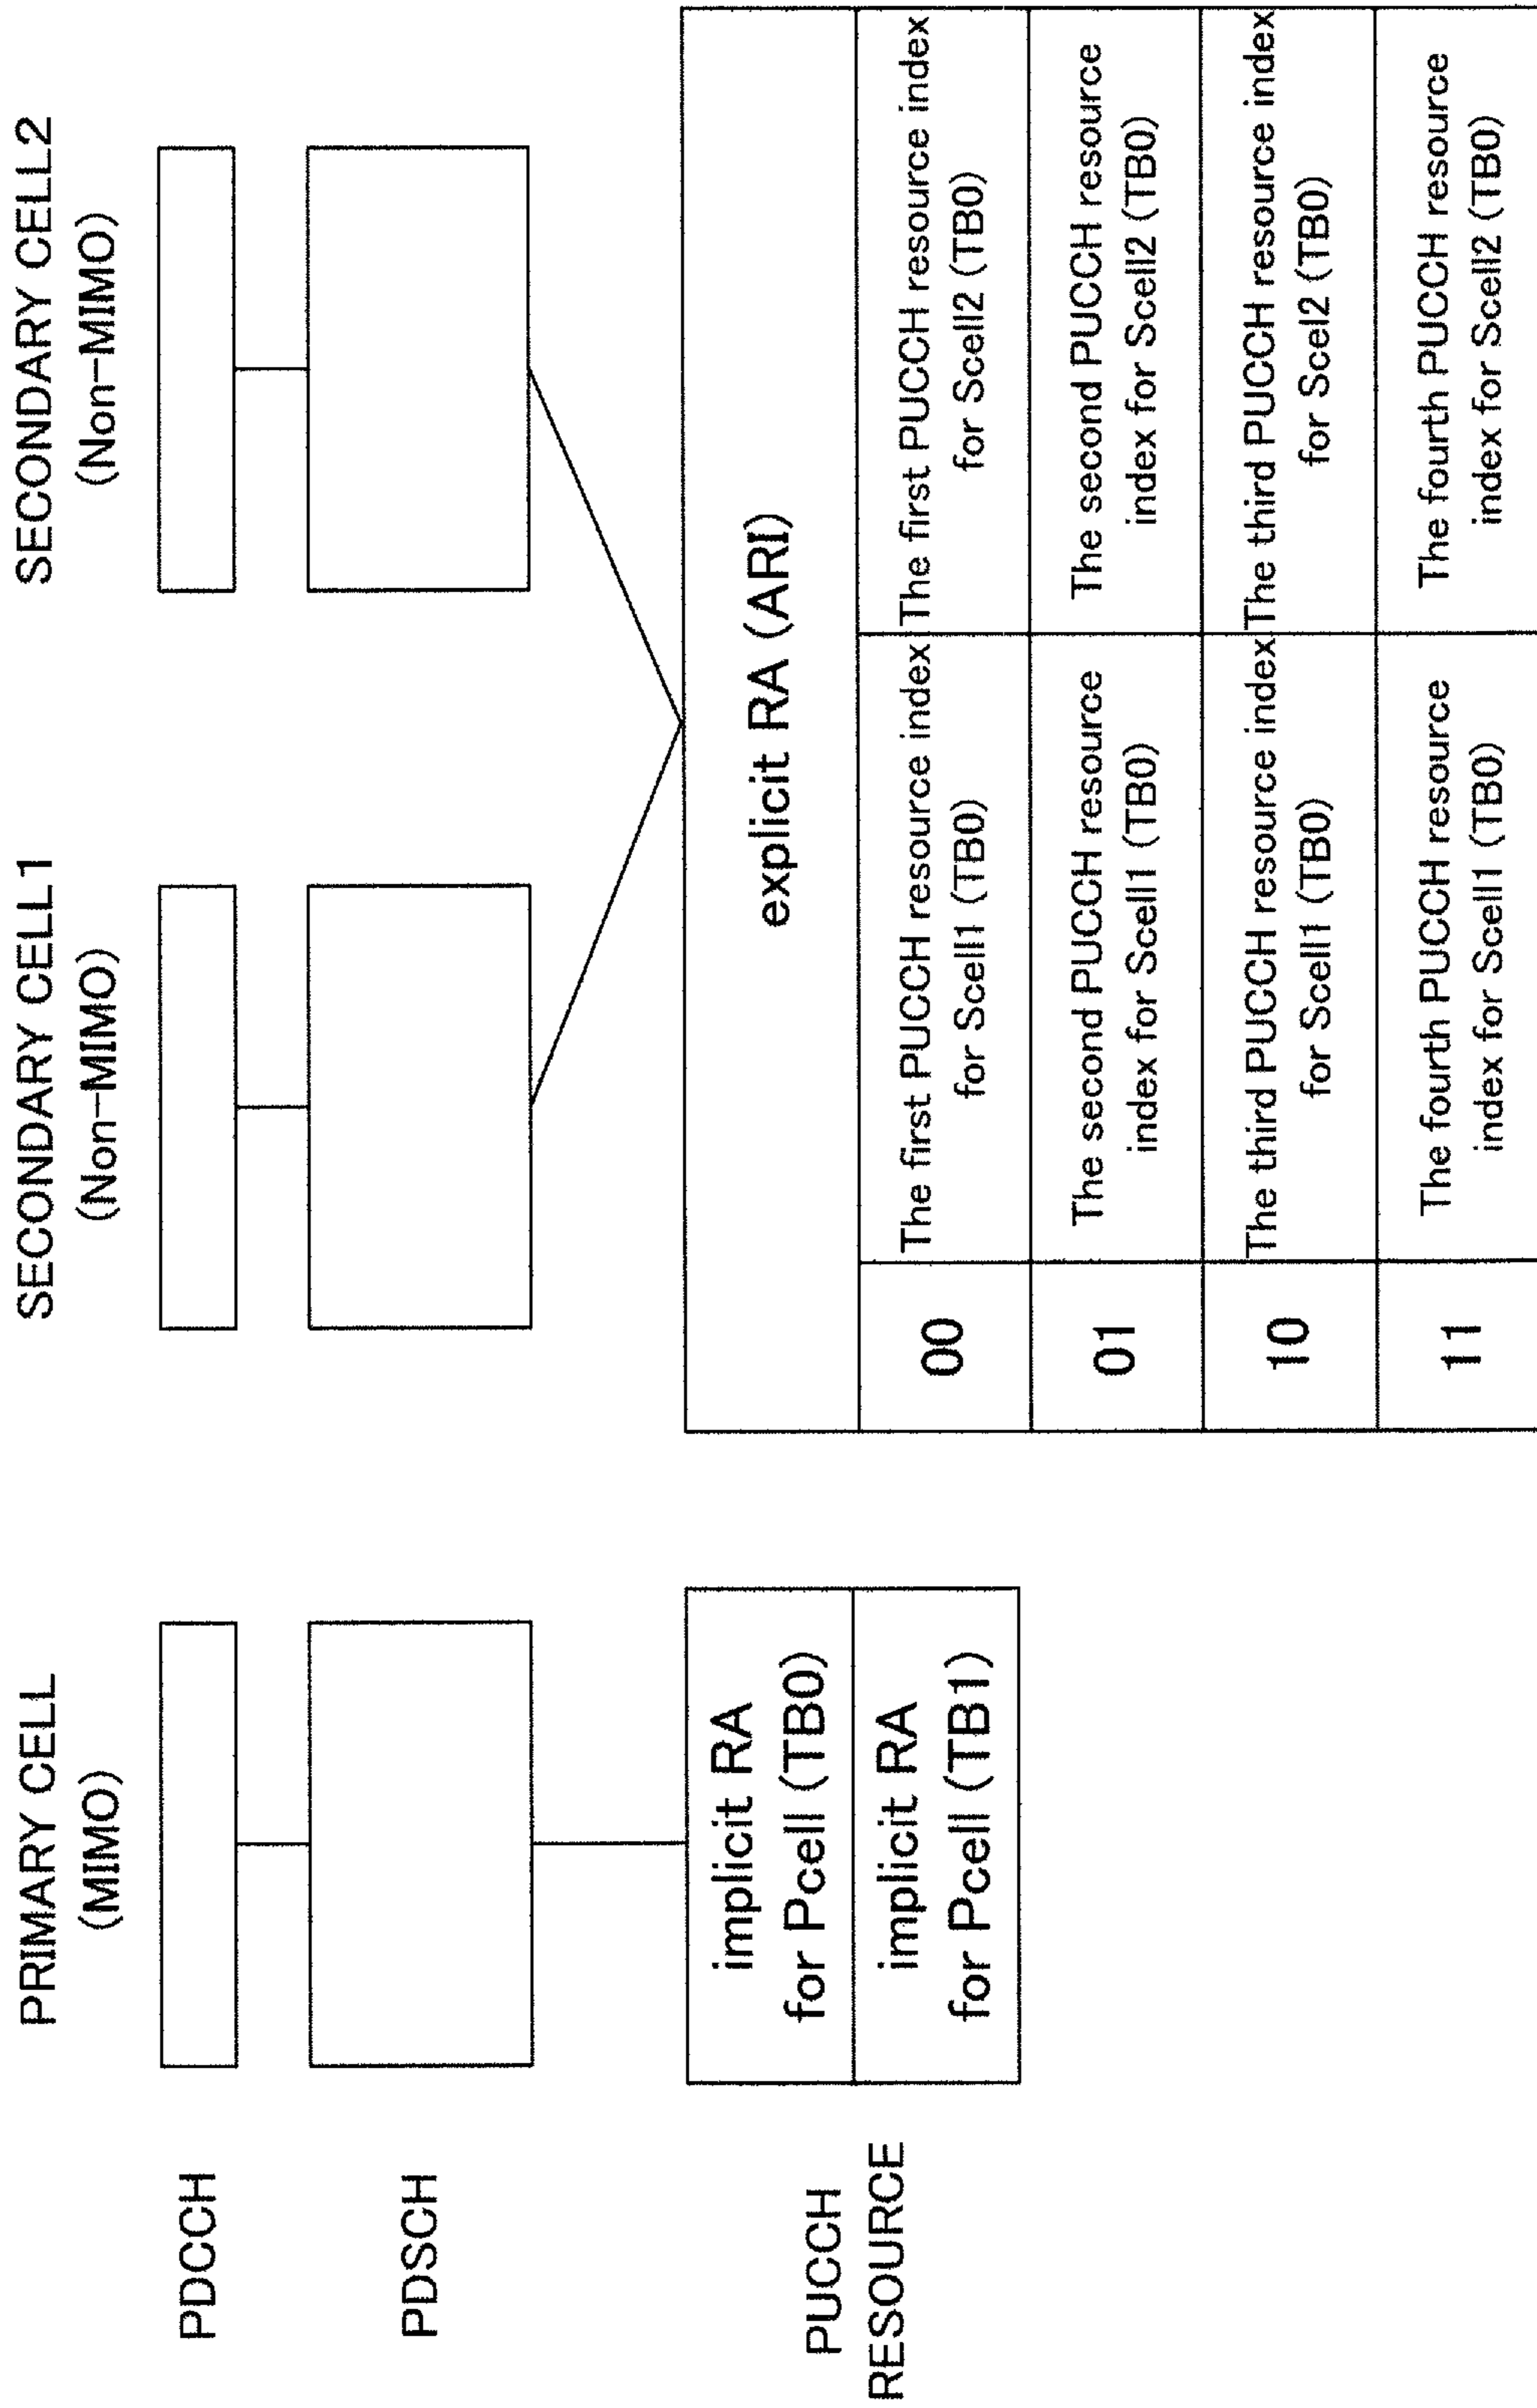 PRIMARY CELL
(MIMO)
SECONDARY CELL1
(Non-MIMO)
SECONDARY CELL2
(Non-MIMO)
PDCCH
PDSCH
PUCCH
RESOURCE
implicit RA
for Pcell (TB0)
implicit RA
for Pcell (TB1)
explicit RA (ARI)
00
The first PUCCH resource index
for Scell1 (TB0)
The first PUCCH resource index
for Scell2 (TB0)
01
The second PUCCH resource
index for Scell1 (TB0)
The second PUCCH resource
index for Scell2 (TB0)
10
The third PUCCH resource index
for Scell1 (TB0)
The third PUCCH resource index
for Scel2 (TB0)
11
The fourth PUCCH resource
index for Scell1 (TB0)
The fourth PUCCH resource
index for Scell2 (TB0)